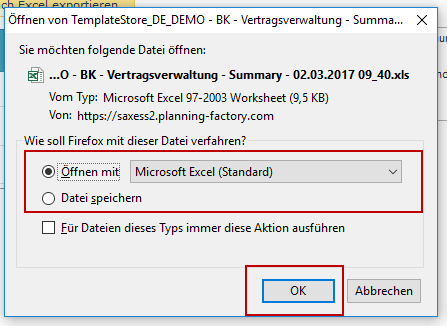 ch Excel exportieren
Öffnen von TemplateStore_DE_DEMO - BK - Vertragsverwaltung - Summa...
Sie möchten folgende Datei öffnen:
...O - BK - Vertragsverwaltung - Summary - 02.03.2017 09_40.xls
Vom Typ: Microsoft Excel 97-2003 Worksheet (9,5 KB)
Von: https://saxess2.planning-factory.com
Wie soll Firefox mit dieser Datei verfahren?
Öffnen mit Microsoft Excel (Standard)
Datei speichern
Für Dateien dieses Typs immer diese Aktion ausführen
OK Abbrechen